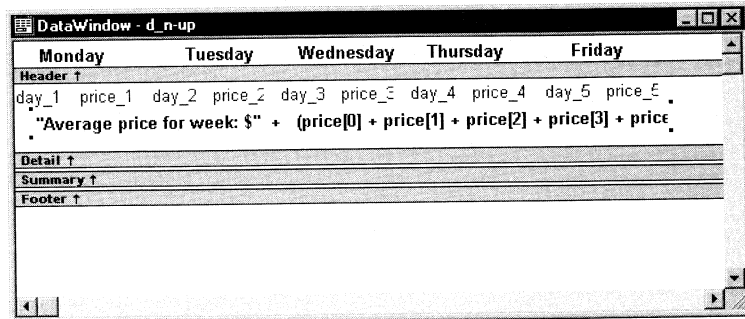 DataWindow - d_n-up
Monday Tuesday Wednesday Thursday Friday
Header ↑
day_1 price_1 day_2 price_2 day_3 price_3 day_4 price_4 day_5 price_5
"Average price for week: $" + (price[0] + price[1] + price[2] + price[3] + price
Detail ↑
Summary ↑
Footer ↑